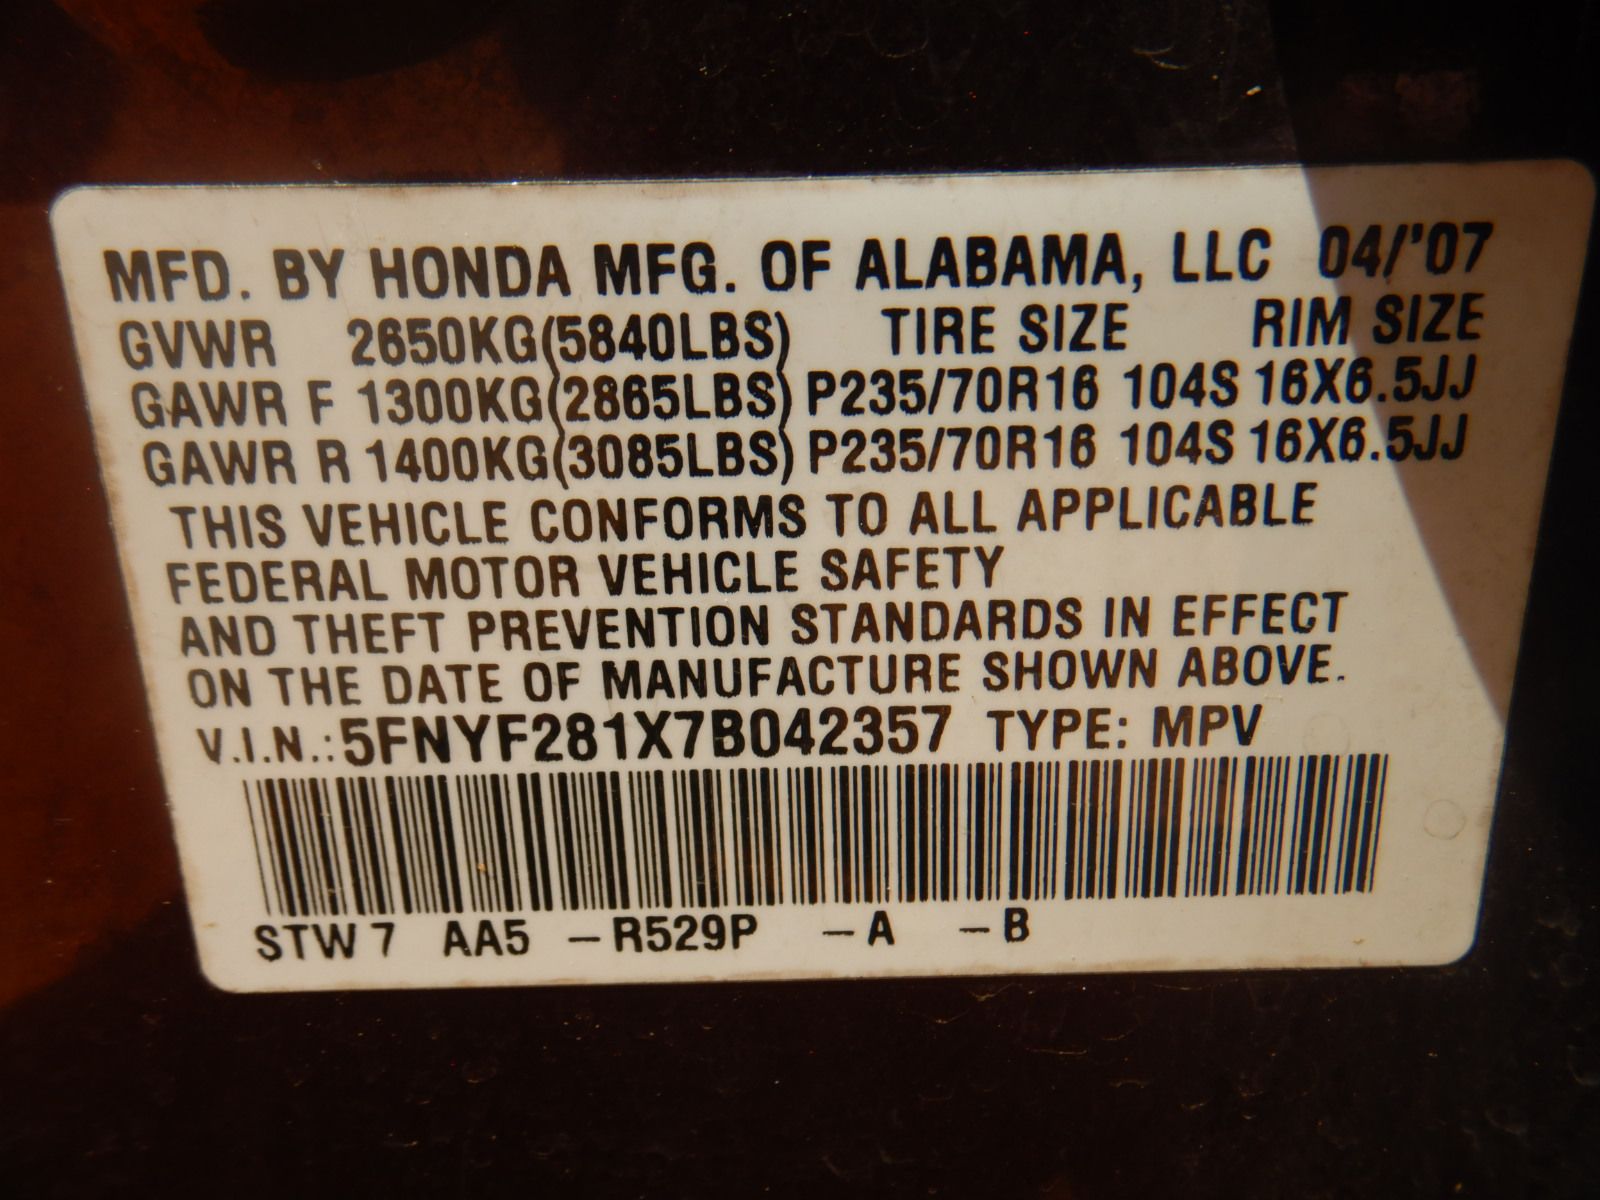 MFD. BY HONDA MFG. OF ALABAMA, LLC 04/'07
GVWR 2650KG(5840LBS) TIRE SIZE RIM SIZE
GAWR F 1300KG(2865LBS) P235/70R16 104S 16X6.5JJ
GAWR R 1400KG(3085LBS) P235/70R16 104S 16X6.5JJ
THIS VEHICLE CONFORMS TO ALL APPLICABLE
FEDERAL MOTOR VEHICLE SAFETY
AND THEFT PREVENTION STANDARDS IN EFFECT
ON THE DATE OF MANUFACTURE SHOWN ABOVE.
V.I.N.:5FNYF281X7B042357 TYPE: MPV
STW7 AA5 -R529P -A -B